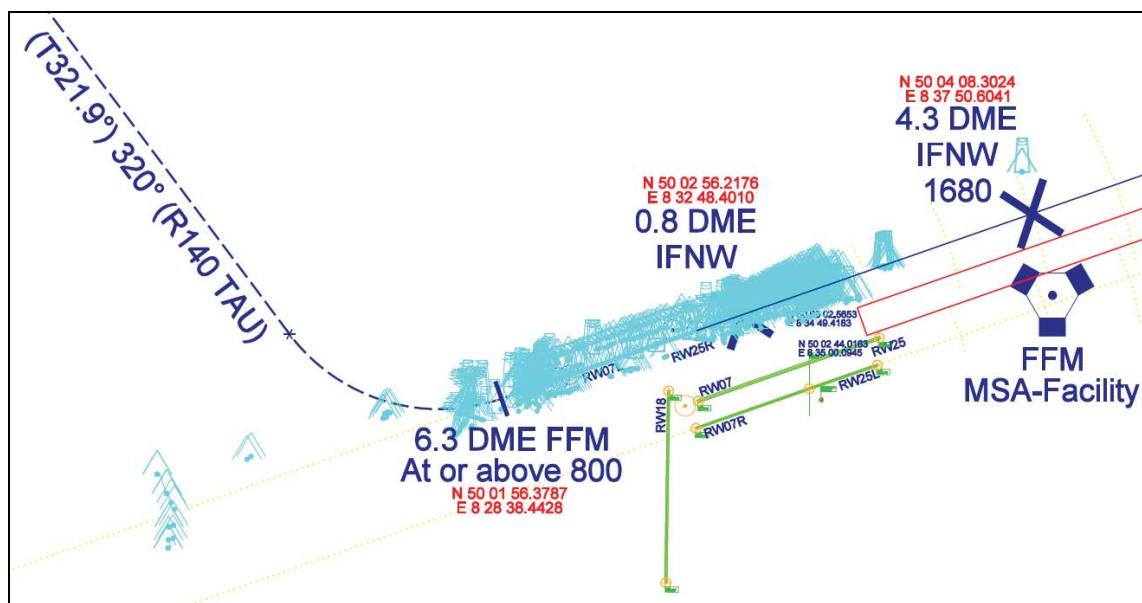 (T321.9°) 320° (R140 TAU)
N 50 04 08.3024
E 8 37 50.6041
4.3 DME
IFNW
1680
N 50 02 56.2176
E 8 32 48.4010
0.8 DME
IFNW
02.5653
E 8 34 49.4183
N 50 02 44.0183
E 8 35 00.0945
RW25R
RW25
RW25L
RW07
RW07R
RW18
FFM
MSA-Facility
6.3 DME FFM
At or above 800
N 50 01 56.3787
E 8 28 38.4428